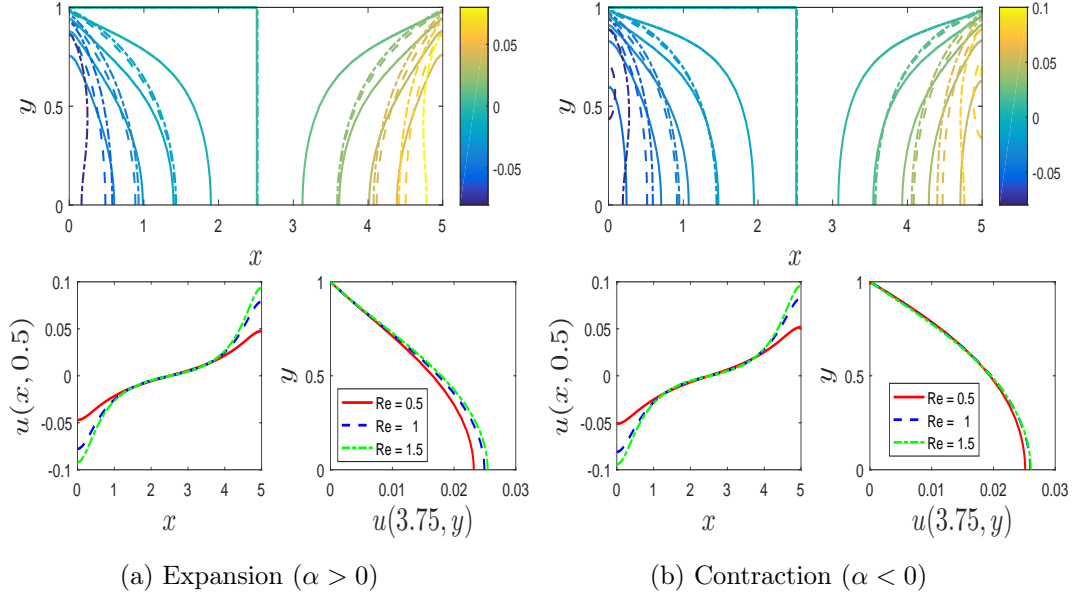 1
0.5
0
y
0 1 2 3 4 5
x
0.05
0
-0.05
1
0.5
0
y
0 1 2 3 4 5
x
0.1
0.05
0
-0.05
0.1
0.05
0
-0.05
-0.1
u(x, 0.5)
0 1 2 3 4 5
x
1
0.5
0
y
Re = 0.5
Re = 1
Re = 1.5
0 0.01 0.02 0.03
u(3.75, y)
0.1
0.05
0
-0.05
-0.1
u(x, 0.5)
0 1 2 3 4 5
x
1
0.5
0
y
Re = 0.5
Re = 1
Re = 1.5
0 0.01 0.02 0.03
u(3.75, y)
(a) Expansion (α > 0)
(b) Contraction (α < 0)